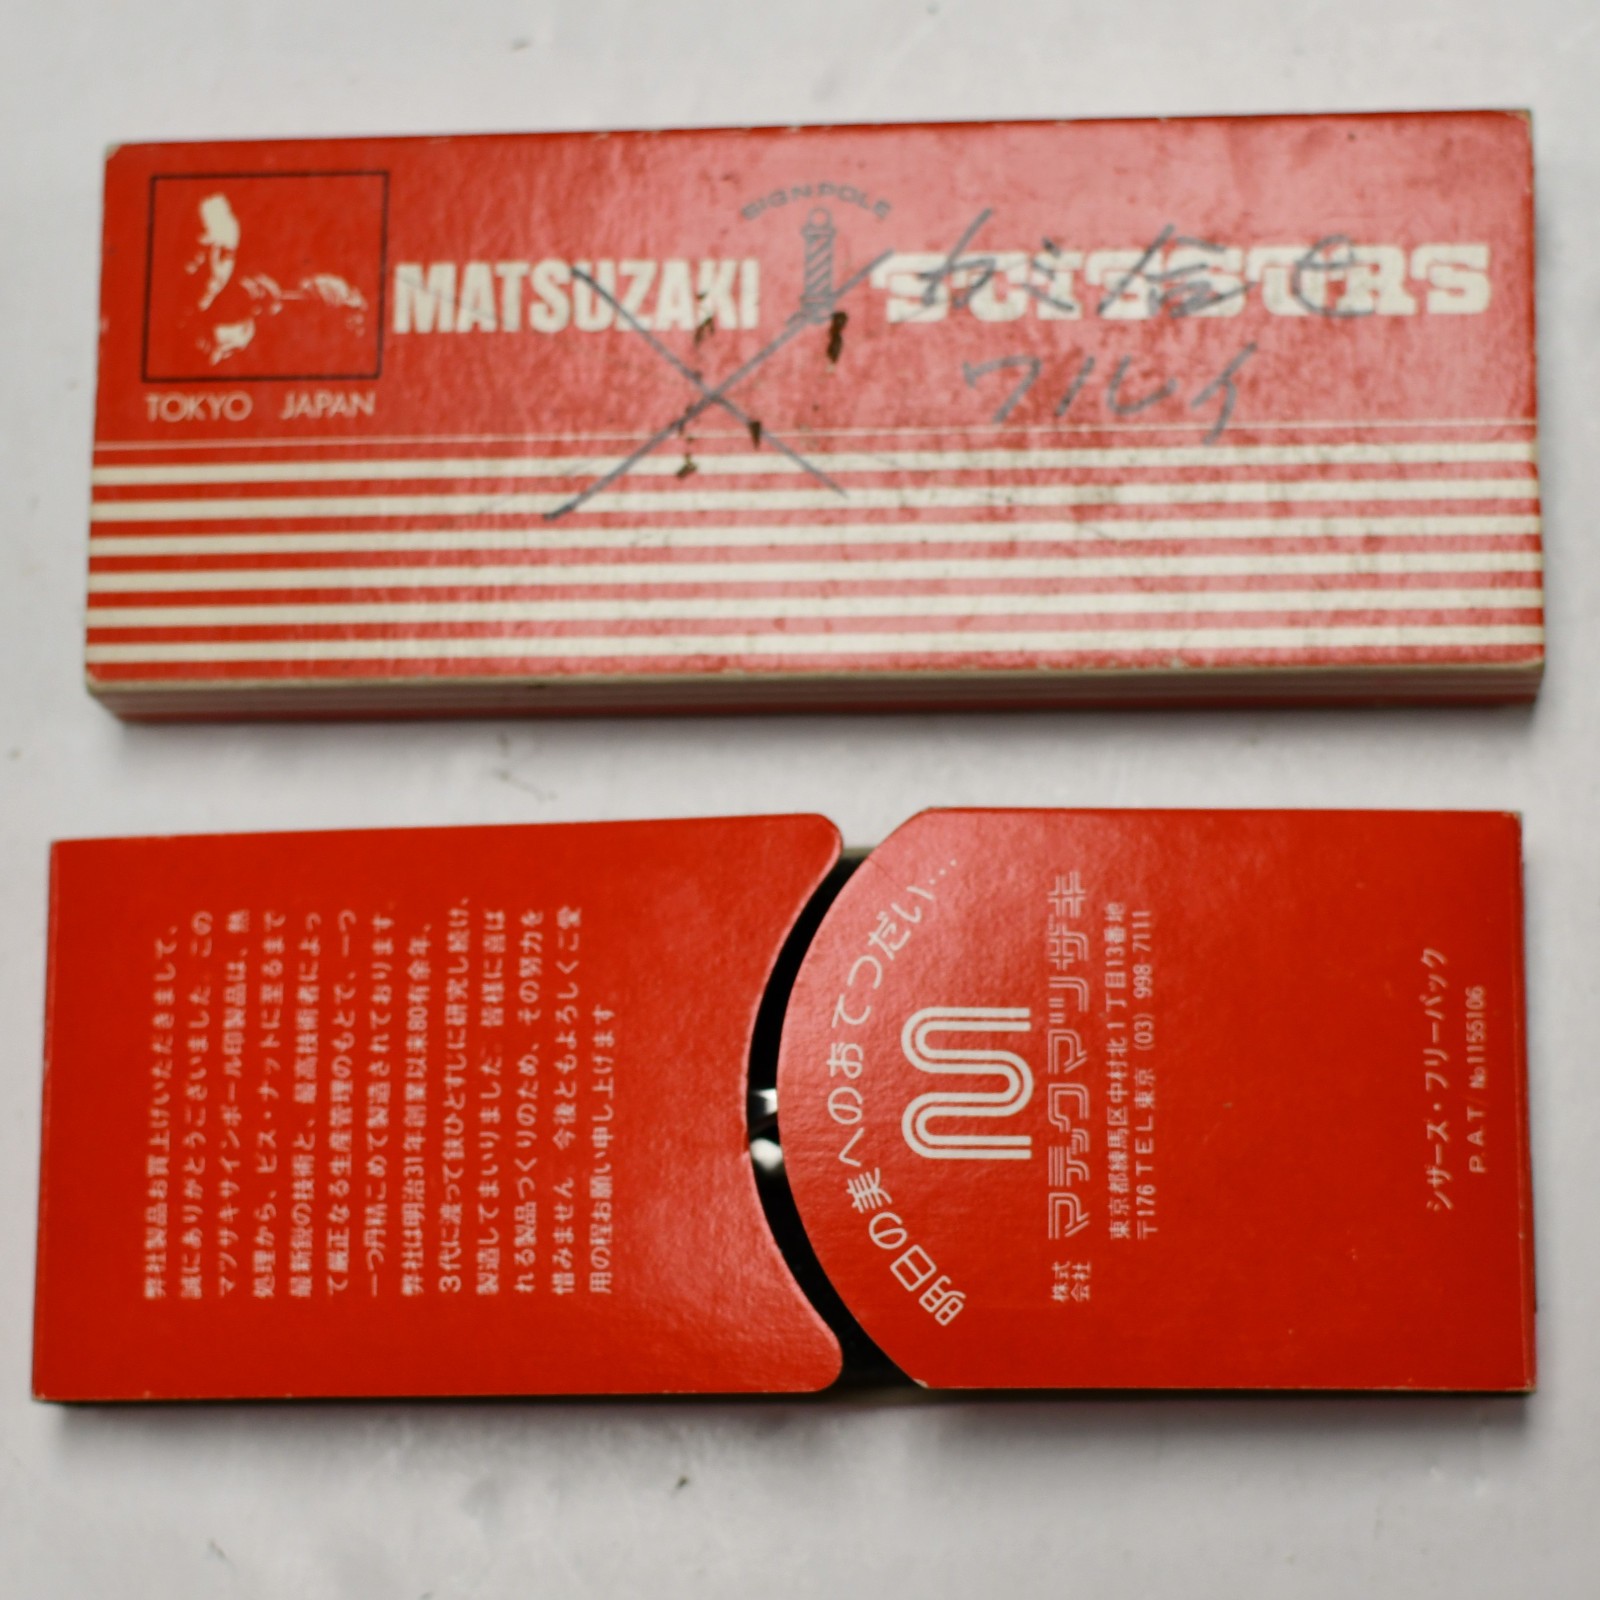 SIGNPOLE
MATSUZAKI SCISSORS
TOKYO JAPAN
ワルイ
弊社製品お買上げいただきまして、
誠にありがとうございました。この
マツザキサインポール印製品は、熱
処理から、ビス・ナットに至るまで
最新鋭の技術と、最高技術者によっ
て厳正なる生産管理のもとで、一つ
一つ丹精こめて製造されております。
弊社は明治31年創業以来80有余年、
3代に渡って鋏ひとすじに研究し続け、
製造してまいりました。皆様に喜ば
れる製品づくりのため、その努力を
惜みません。今後ともよろしくご愛
用の程お願い申し上げます
明日の美へのおてつだい…
株式会社 マテックマツザキ
東京都練馬区中村北1丁目13番地
〒176 TEL東京 (03) 998-7111
シザース・フリーパック
P.A.T/No.1155106